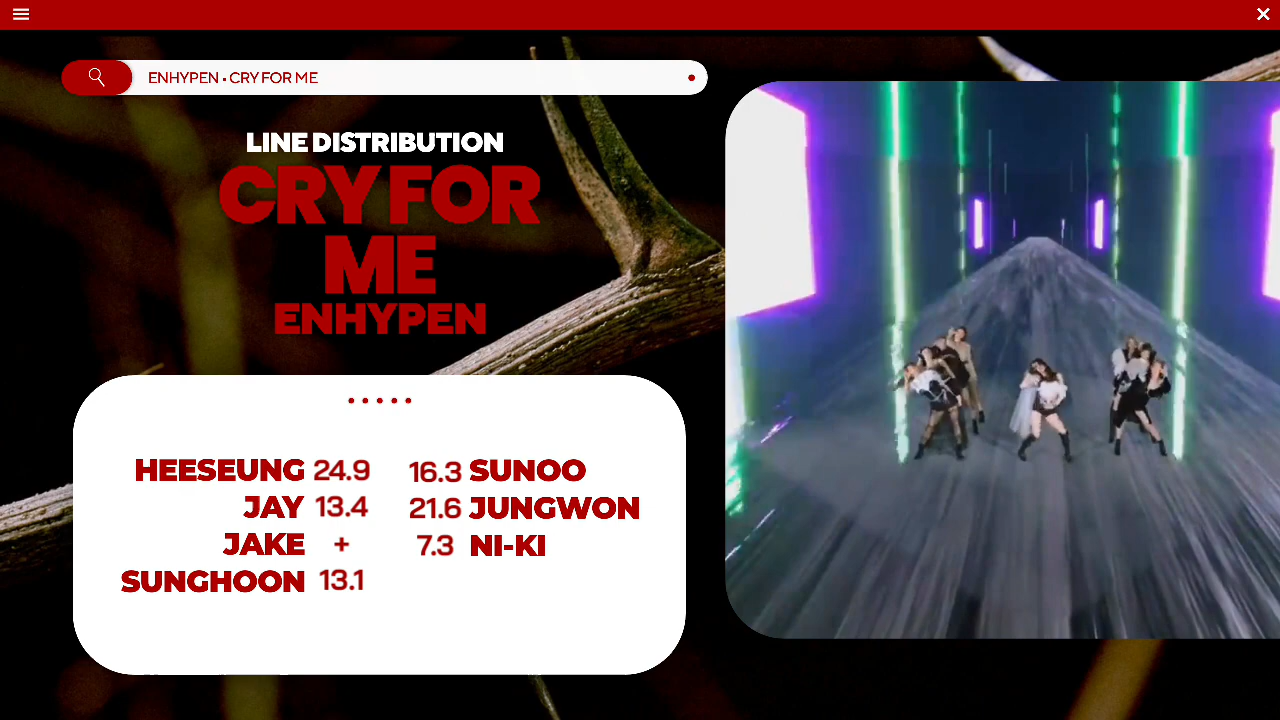 ENHYPEN • CRY FOR ME
LINE DISTRIBUTION
CRY FOR
ME
ENHYPEN
HEESEUNG 24.9
JAY 13.4
JAKE +
SUNGHOON 13.1
16.3 SUNOO
21.6 JUNGWON
7.3 NI-KI